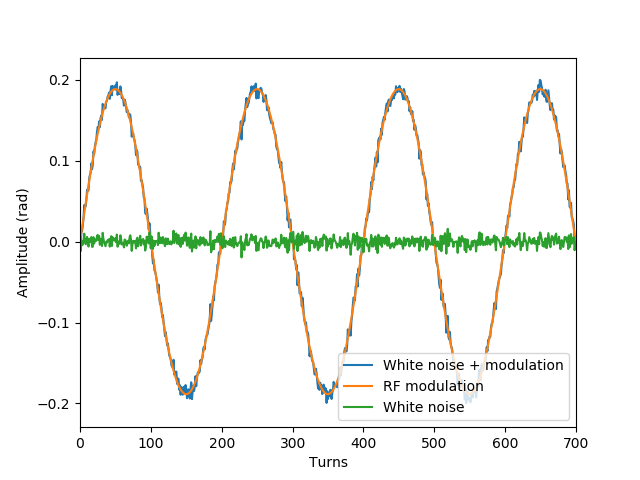 0.2
0.1
0.0
−0.1
−0.2
Amplitude (rad)
White noise + modulation
RF modulation
White noise
0 100 200 300 400 500 600 700
Turns